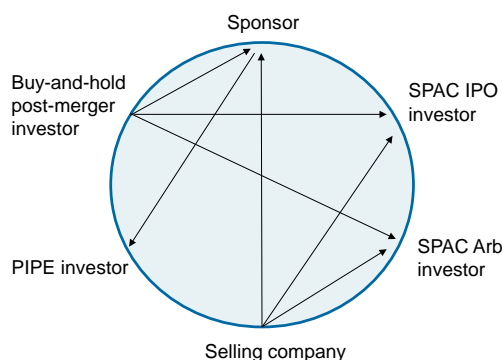 Sponsor
Buy-and-hold
post-merger
investor
SPAC IPO
investor
PIPE investor
SPAC Arb
investor
Selling company